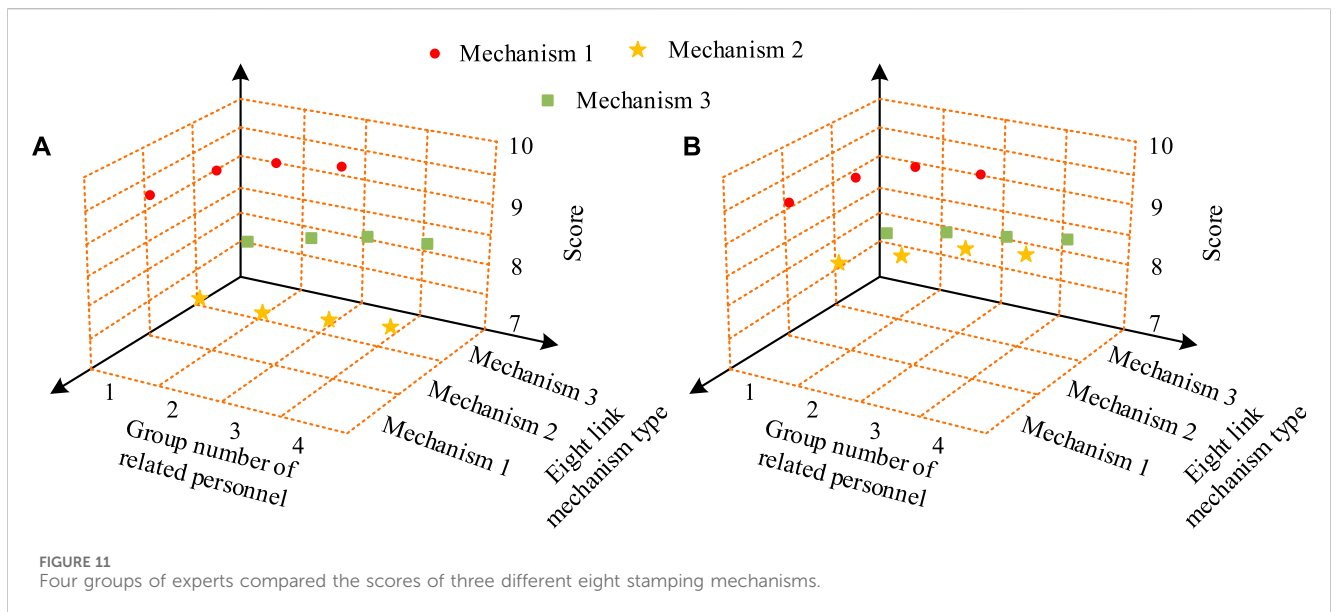 Mechanism 1
Mechanism 2
Mechanism 3
A
10
9
8
7
Score
1
2
3
4
Group number of
related personnel
Mechanism 1
Mechanism 2
Mechanism 3
Eight link
mechanism type
B
10
9
8
7
Score
1
2
3
4
Group number of
related personnel
Mechanism 1
Mechanism 2
Mechanism 3
Eight link
mechanism type
FIGURE 11
Four groups of experts compared the scores of three different eight stamping mechanisms.